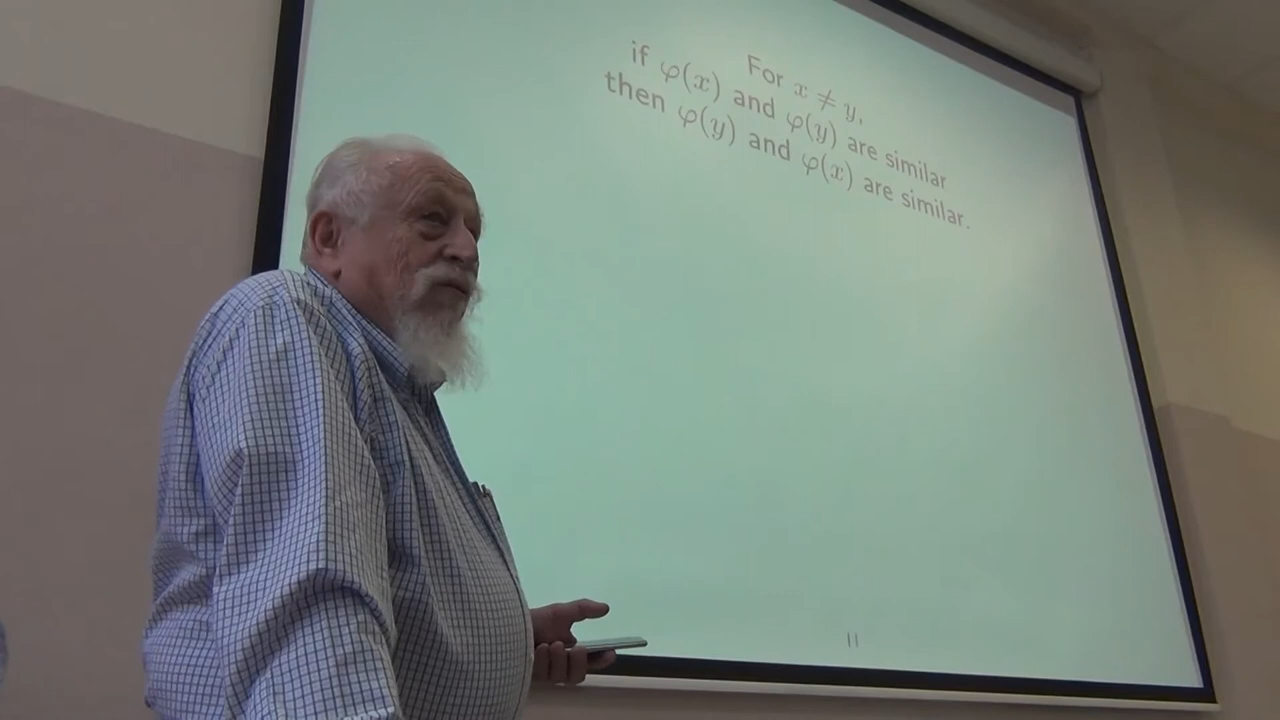 For x ≠ y,
if φ(x) and φ(y) are similar
then φ(y) and φ(x) are similar.
11